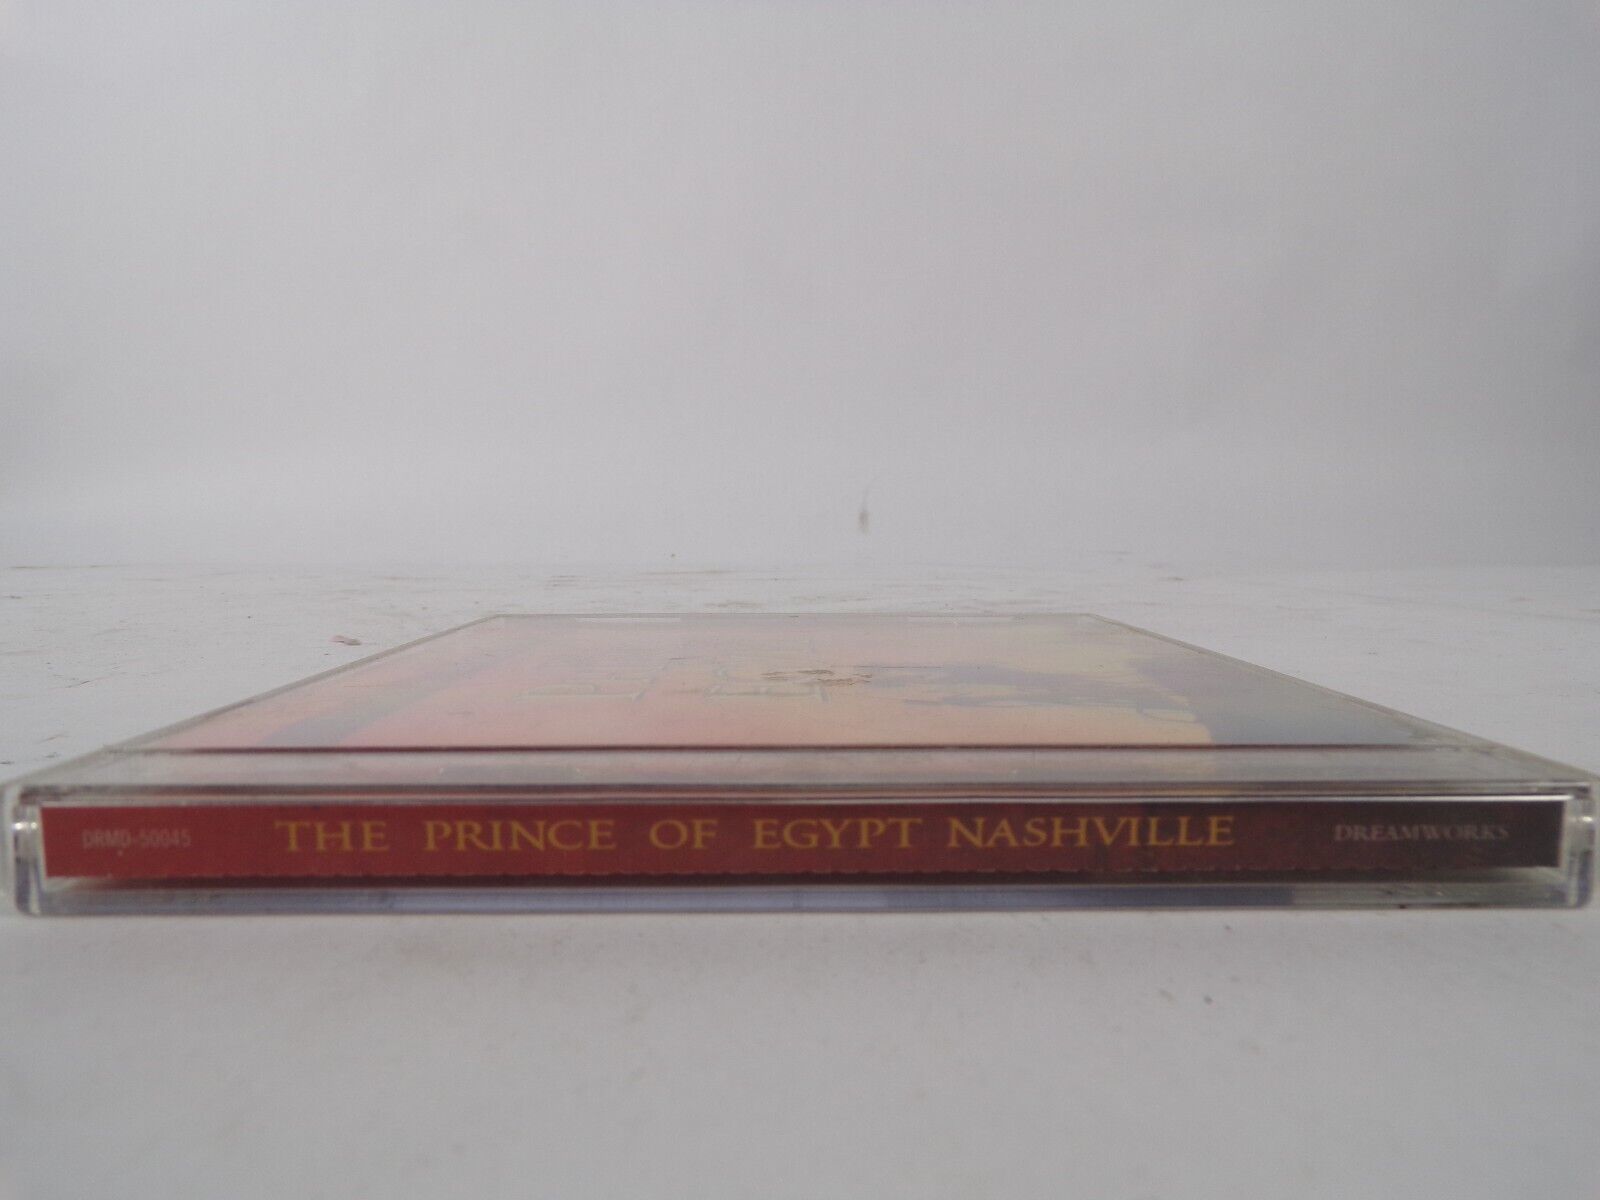 DRMD-50045 THE PRINCE OF EGYPT NASHVILLE DREAMWORKS